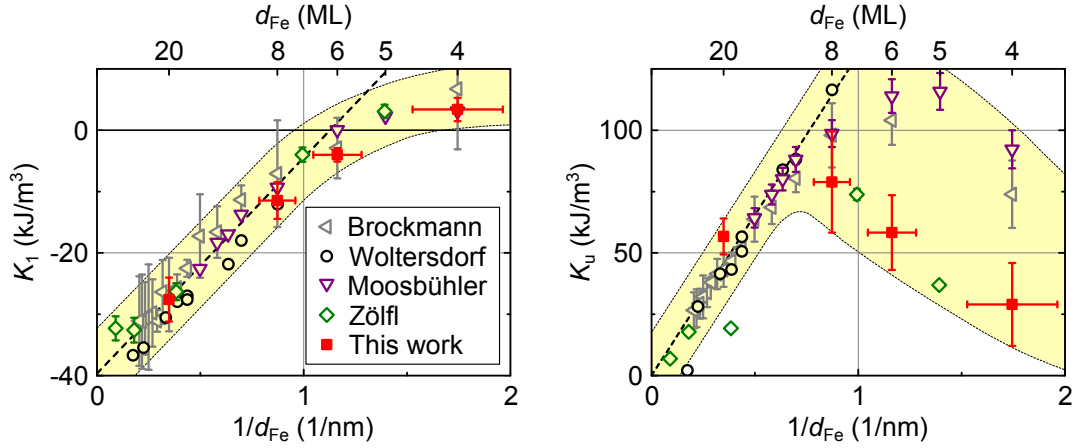 d_Fe (ML)
20 8 6 5 4
0
-20
-40
K_1 (kJ/m³)
Brockmann
Woltersdorf
Moosbühler
Zölfl
This work
0 1 2
1/d_Fe (1/nm)
d_Fe (ML)
20 8 6 5 4
100
50
0
K_u (kJ/m³)
0 1 2
1/d_Fe (1/nm)